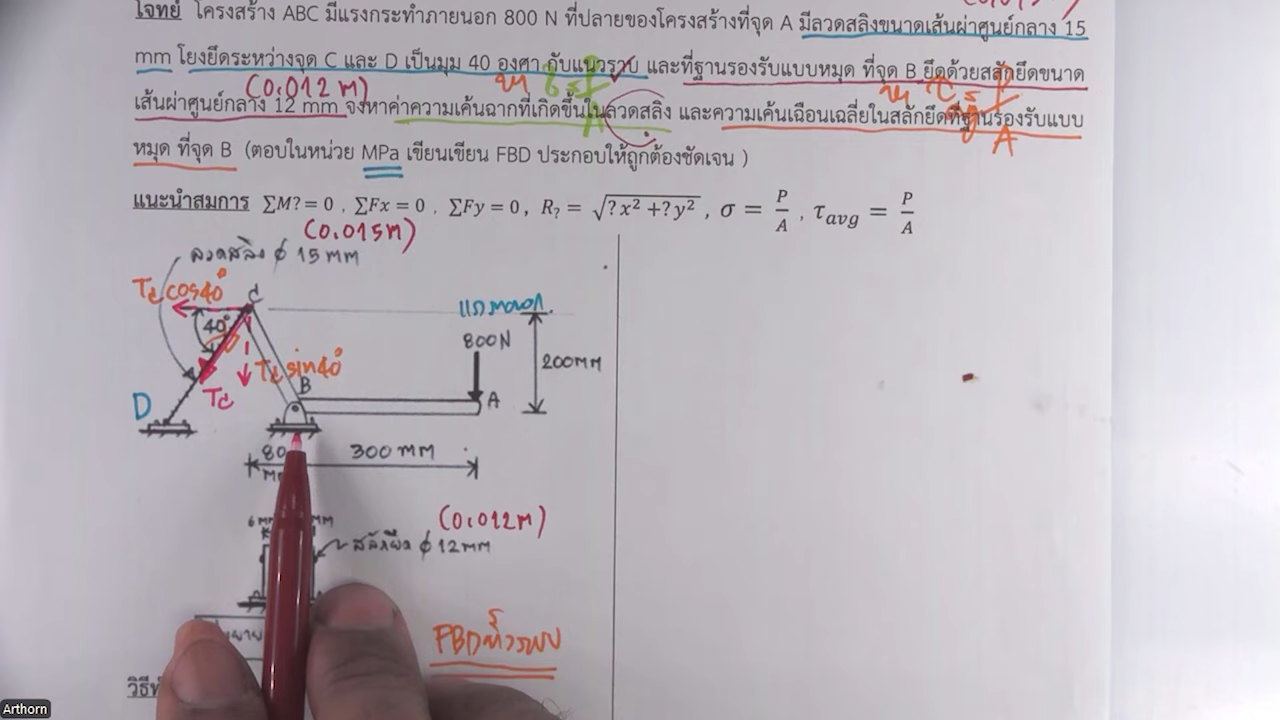 โจทย์ โครงสร้าง ABC มีแรงกระทำภายนอก 800 N ที่ปลายของโครงสร้างที่จุด A มีลวดสลิงขนาดเส้นผ่าศูนย์กลาง 15
mm โยงยึดระหว่างจุด C และ D เป็นมุม 40 องศา กับแนวราบ และที่ฐานรองรับแบบหมุด ที่จุด B ยึดด้วยสลักยึดขนาด
(0.012 m)
เส้นผ่าศูนย์กลาง 12 mm จงหาค่าความเค้นฉากที่เกิดขึ้นในลวดสลิง และความเค้นเฉือนเฉลี่ยในสลักยึดที่ฐานรองรับแบบ
หมุด ที่จุด B (ตอบในหน่วย MPa เขียนเขียน FBD ประกอบให้ถูกต้องชัดเจน )
แนะนำสมการ ∑M?= 0 , ∑Fx = 0 , ∑Fy = 0, R? = √?x² +?y² , σ = P/A , τavg = P/A
(0.015m)
ลวดสลิง ϕ 15 mm
Tc cos40°
C
40°
800N
200mm
Tc sin40°
Tc
B
A
D
80
300 mm
(0.012m)
สลักยึด ϕ 12mm
FBDทั้งระบบ
Arthorn